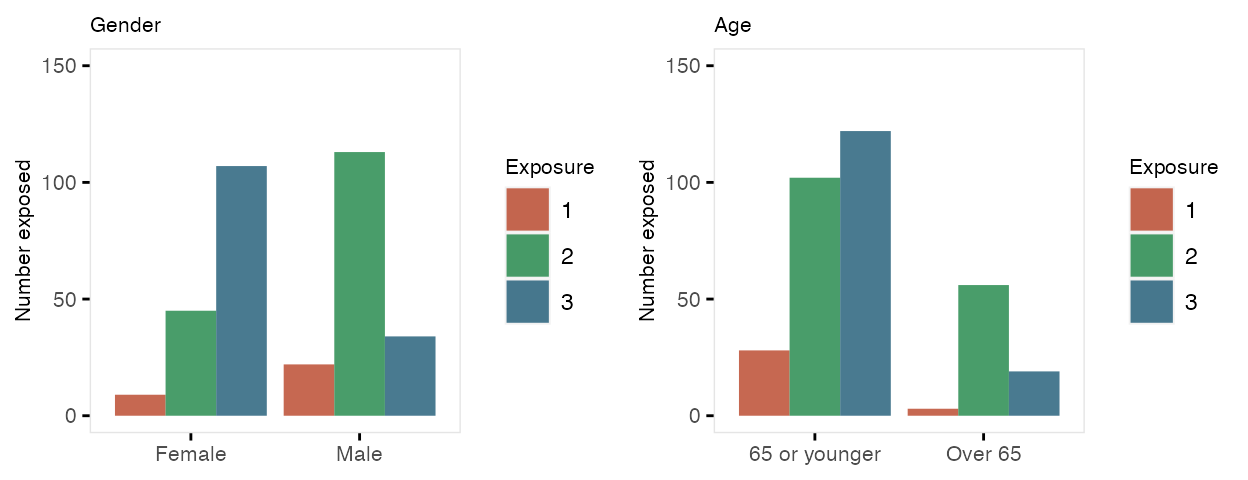 Gender
150
100
50
0
Number exposed
Female
Male
Exposure
1
2
3
Age
150
100
50
0
Number exposed
65 or younger
Over 65
Exposure
1
2
3